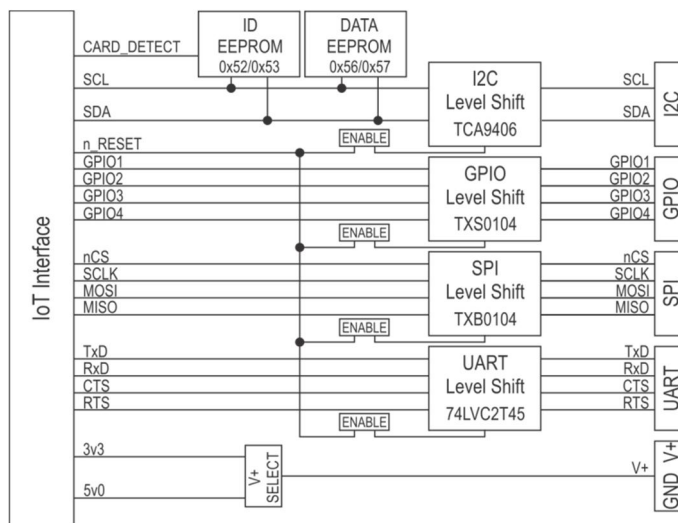 ID
EEPROM
0x52/0x53
DATA
EEPROM
0x56/0x57
CARD_DETECT
SCL
SDA
n_RESET
ENABLE
I2C
Level Shift
TCA9406
SCL
SDA
I2C
GPIO1
GPIO2
GPIO3
GPIO4
ENABLE
GPIO
Level Shift
TXS0104
GPIO1
GPIO2
GPIO3
GPIO4
GPIO
IoT Interface
nCS
SCLK
MOSI
MISO
ENABLE
SPI
Level Shift
TXB0104
nCS
SCLK
MOSI
MISO
SPI
TxD
RxD
CTS
RTS
ENABLE
UART
Level Shift
74LVC2T45
TxD
RxD
CTS
RTS
UART
3v3
5v0
V+
SELECT
V+
GND V+